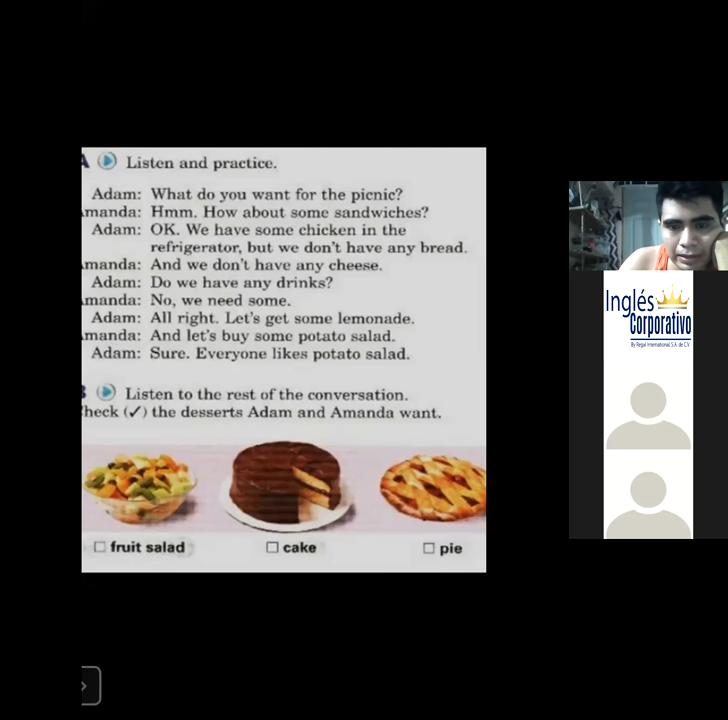 A Listen and practice.
Adam: What do you want for the picnic?
manda: Hmm. How about some sandwiches?
Adam: OK. We have some chicken in the
refrigerator, but we don't have any bread.
manda: And we don't have any cheese.
Adam: Do we have any drinks?
manda: No, we need some.
Adam: All right. Let's get some lemonade.
manda: And let's buy some potato salad.
Adam: Sure. Everyone likes potato salad.
B Listen to the rest of the conversation.
heck (✓) the desserts Adam and Amanda want.
fruit salad
cake
pie
Inglés
Corporativo
By Regal International S.A. de C.V.